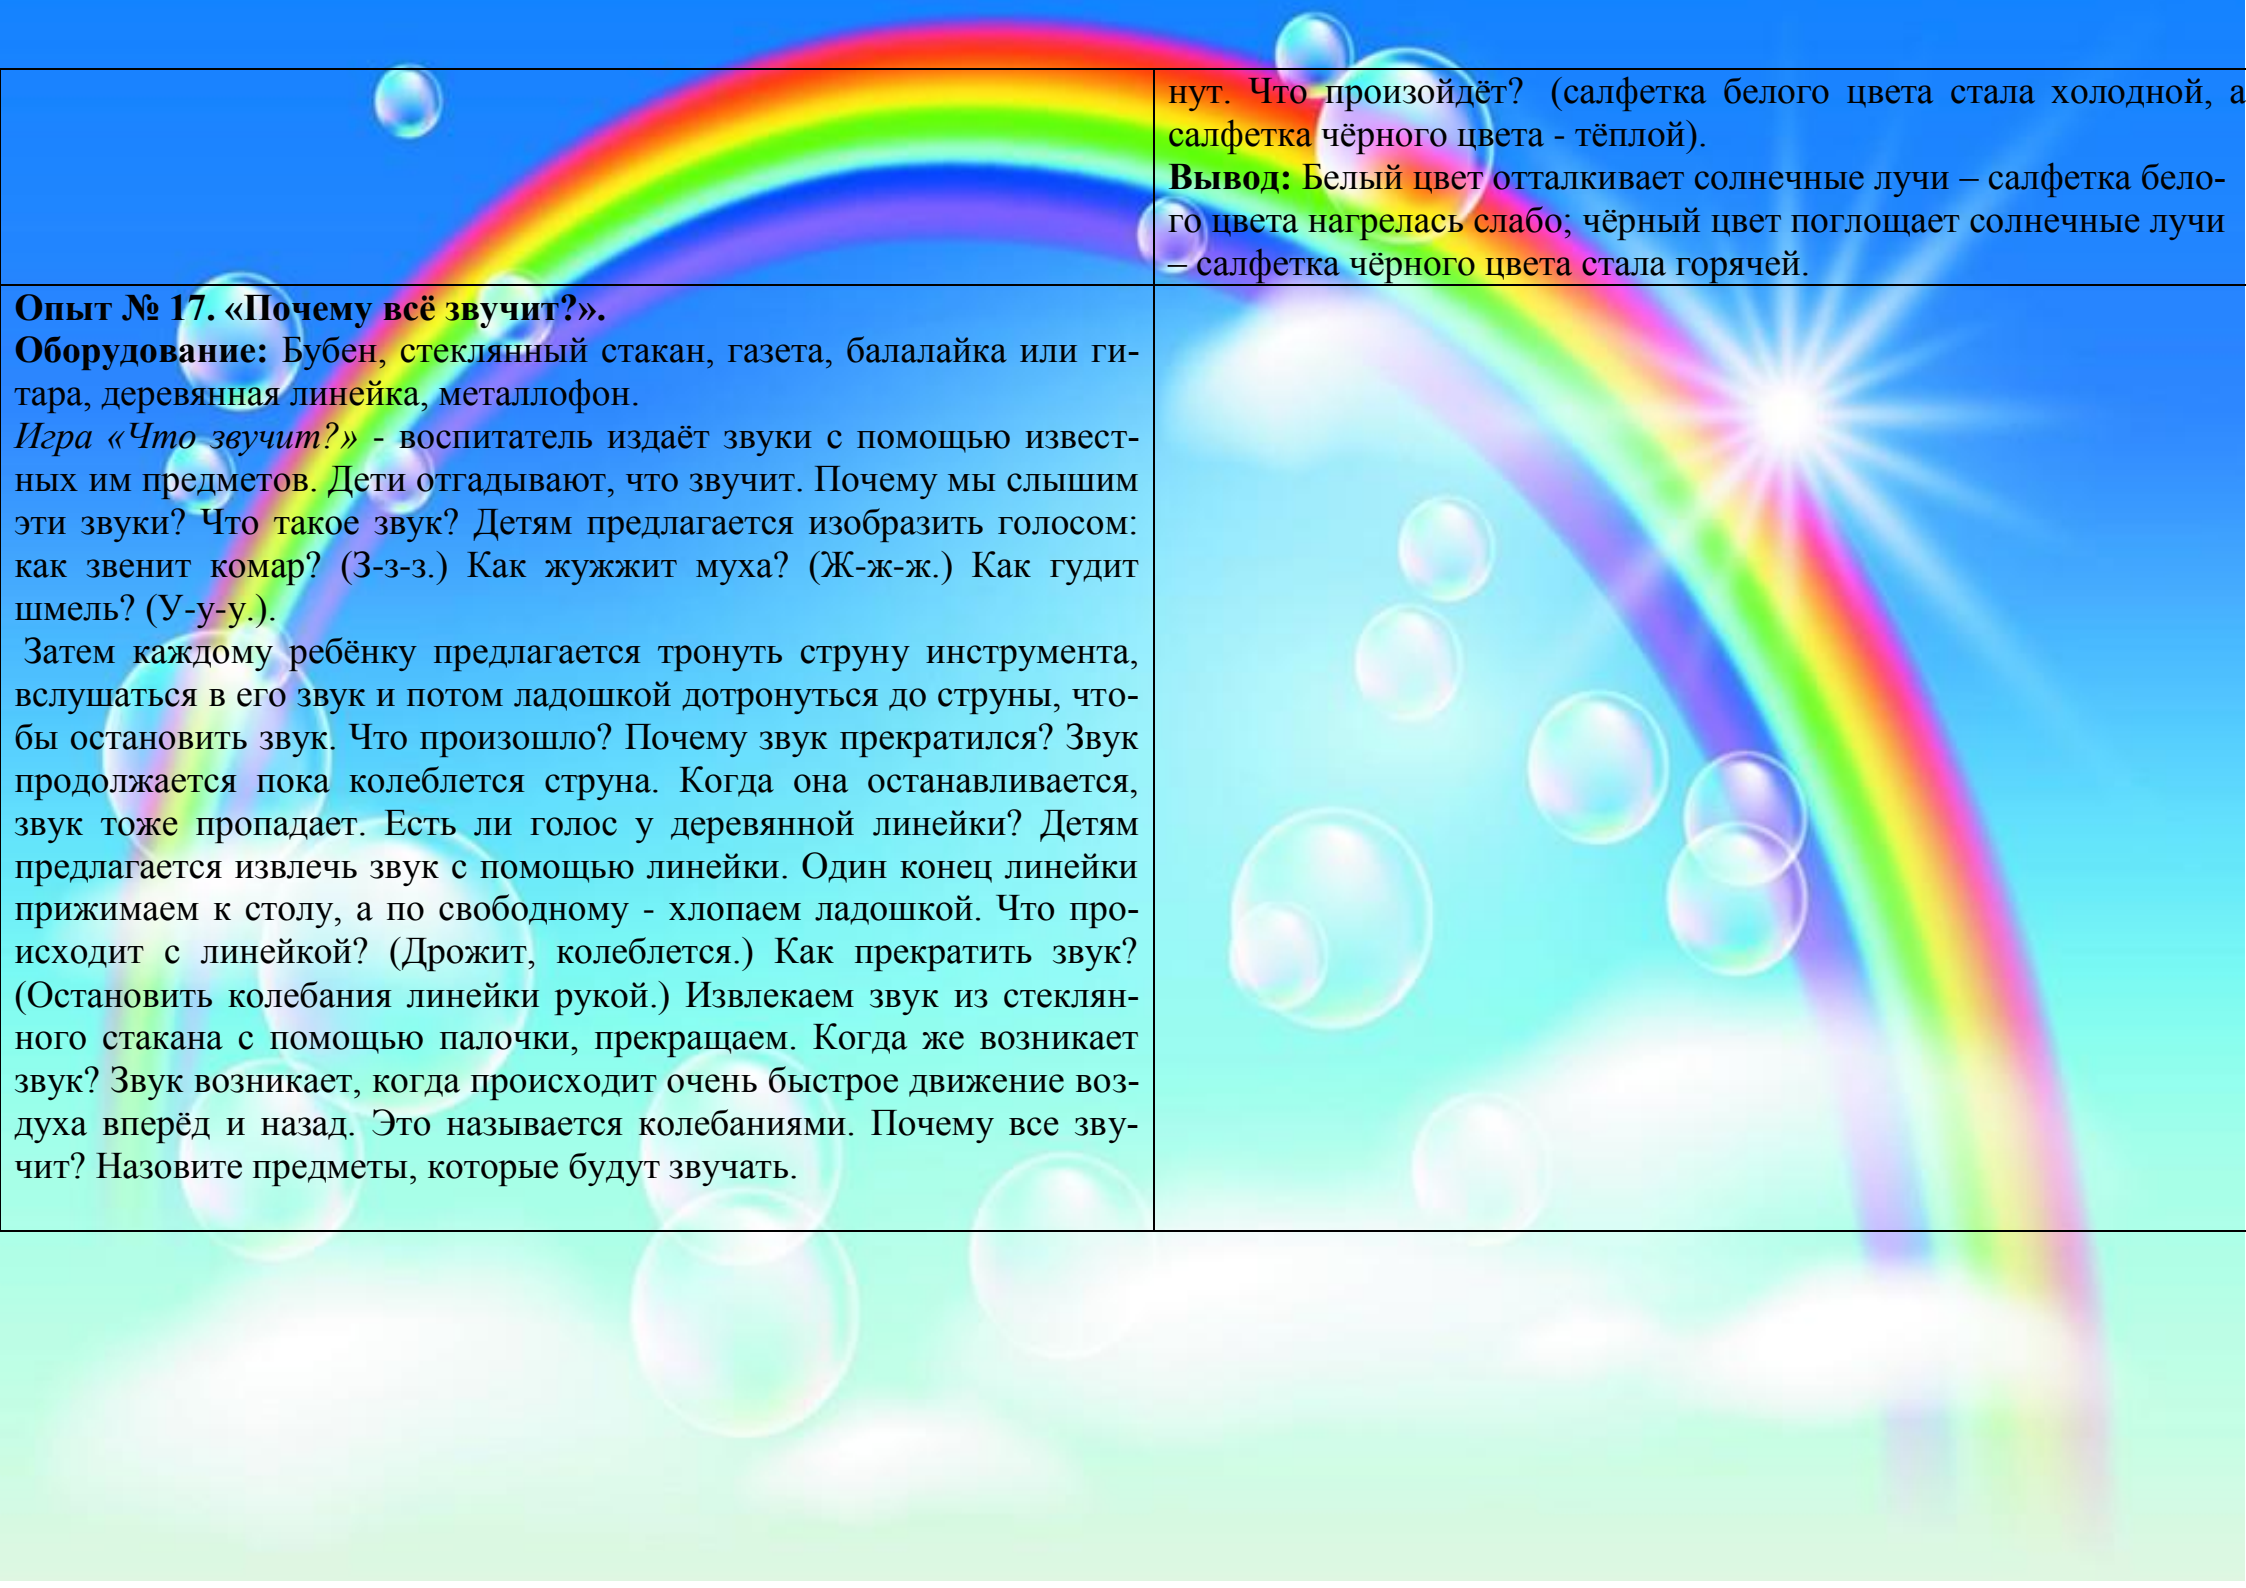 нут. Что произойдёт? (салфетка белого цвета стала холодной, а
салфетка чёрного цвета - тёплой).
Вывод: Белый цвет отталкивает солнечные лучи – салфетка бело-
го цвета нагрелась слабо; чёрный цвет поглощает солнечные лучи
– салфетка чёрного цвета стала горячей.
Опыт № 17. «Почему всё звучит?».
Оборудование: Бубен, стеклянный стакан, газета, балалайка или ги-
тара, деревянная линейка, металлофон.
Игра «Что звучит?» - воспитатель издаёт звуки с помощью извест-
ных им предметов. Дети отгадывают, что звучит. Почему мы слышим
эти звуки? Что такое звук? Детям предлагается изобразить голосом:
как звенит комар? (З-з-з.) Как жужжит муха? (Ж-ж-ж.) Как гудит
шмель? (У-у-у.).
Затем каждому ребёнку предлагается тронуть струну инструмента,
вслушаться в его звук и потом ладошкой дотронуться до струны, что-
бы остановить звук. Что произошло? Почему звук прекратился? Звук
продолжается пока колеблется струна. Когда она останавливается,
звук тоже пропадает. Есть ли голос у деревянной линейки? Детям
предлагается извлечь звук с помощью линейки. Один конец линейки
прижимаем к столу, а по свободному - хлопаем ладошкой. Что про-
исходит с линейкой? (Дрожит, колеблется.) Как прекратить звук?
(Остановить колебания линейки рукой.) Извлекаем звук из стеклян-
ного стакана с помощью палочки, прекращаем. Когда же возникает
звук? Звук возникает, когда происходит очень быстрое движение воз-
духа вперёд и назад. Это называется колебаниями. Почему все зву-
чит? Назовите предметы, которые будут звучать.